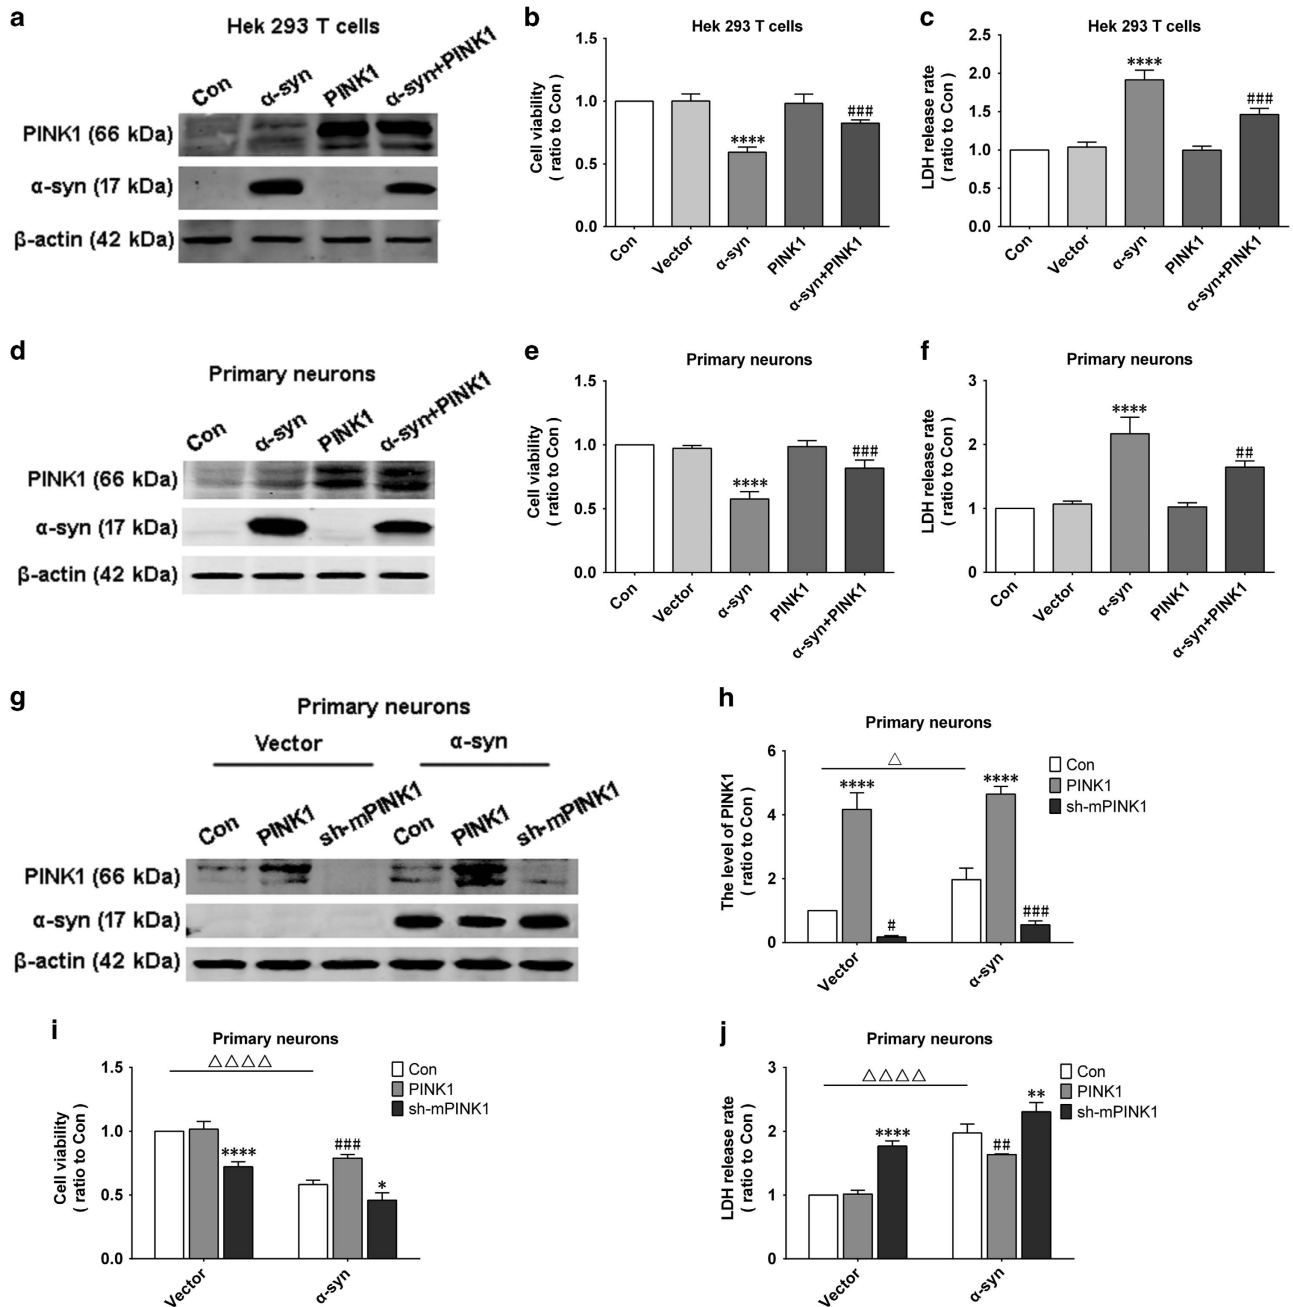 a
Hek 293 T cells
Con
α-syn
PINK1
α-syn+PINK1
PINK1 (66 kDa)
α-syn (17 kDa)
β-actin (42 kDa)
b
Hek 293 T cells
Cell viability
( ratio to Con )
1.5
1.0
0.5
0.0
****
###
Con
Vector
α-syn
PINK1
α-syn+PINK1
c
Hek 293 T cells
LDH release rate
( ratio to Con )
2.5
2.0
1.5
1.0
0.5
0.0
****
###
Con
Vector
α-syn
PINK1
α-syn+PINK1
d
Primary neurons
Con
α-syn
PINK1
α-syn+PINK1
PINK1 (66 kDa)
α-syn (17 kDa)
β-actin (42 kDa)
e
Primary neurons
Cell viability
( ratio to Con )
1.5
1.0
0.5
0.0
****
###
Con
Vector
α-syn
PINK1
α-syn+PINK1
f
Primary neurons
LDH release rate
( ratio to Con )
3
2
1
0
****
##
Con
Vector
α-syn
PINK1
α-syn+PINK1
g
Primary neurons
Vector
α-syn
Con
PINK1
sh-mPINK1
Con
PINK1
sh-mPINK1
PINK1 (66 kDa)
α-syn (17 kDa)
β-actin (42 kDa)
h
Primary neurons
The level of PINK1
( ratio to Con )
6
4
2
0
△
****
#
****
###
Vector
α-syn
Con
PINK1
sh-mPINK1
i
Primary neurons
Cell viability
( ratio to Con )
1.5
1.0
0.5
0.0
△△△△
****
###
*
Vector
α-syn
Con
PINK1
sh-mPINK1
j
Primary neurons
LDH release rate
( ratio to Con )
3
2
1
0
△△△△
****
##
**
Vector
α-syn
Con
PINK1
sh-mPINK1